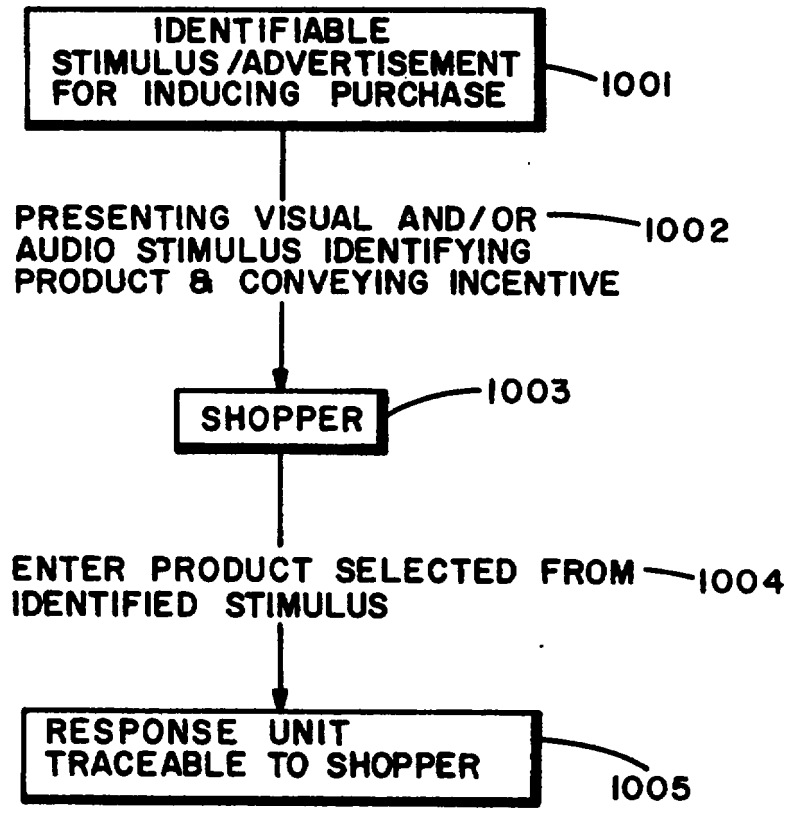 IDENTIFIABLE
STIMULUS/ADVERTISEMENT
FOR INDUCING PURCHASE
1001
PRESENTING VISUAL AND/OR
1002
AUDIO STIMULUS IDENTIFYING
PRODUCT & CONVEYING INCENTIVE
1003
SHOPPER
ENTER PRODUCT SELECTED FROM
1004
IDENTIFIED STIMULUS
RESPONSE UNIT
TRACEABLE TO SHOPPER
1005